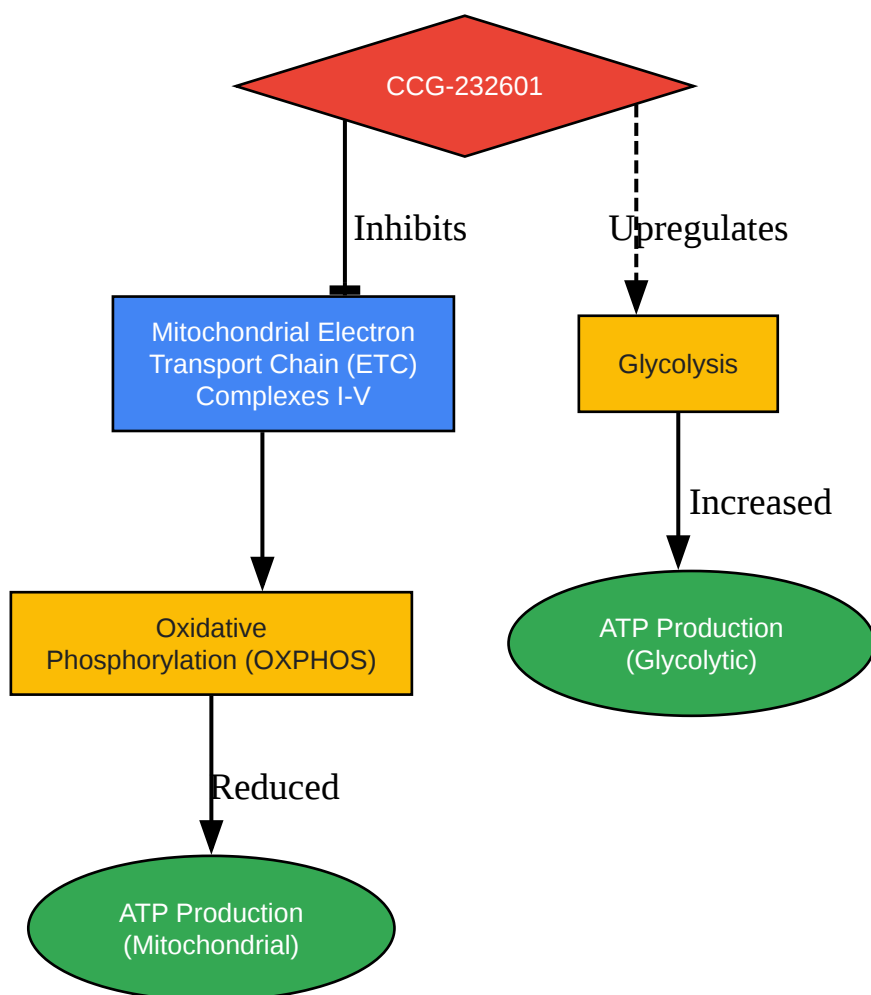 CCG-232601
Inhibits
Upregulates
Mitochondrial Electron
Transport Chain (ETC)
Complexes I-V
Glycolysis
Increased
Oxidative
Phosphorylation (OXPHOS)
ATP Production
(Glycolytic)
Reduced
ATP Production
(Mitochondrial)